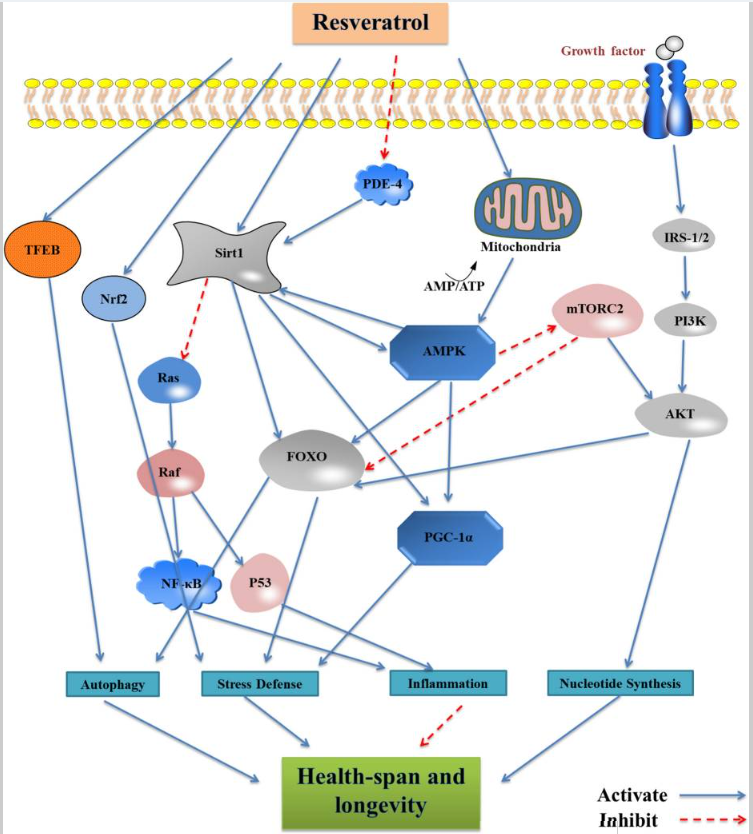 Resveratrol
Growth factor
PDE-4
TFEB
Sirt1
IRS-1/2
Mitochondria
Nrf2
AMP/ATP
mTORC2
PI3K
AMPK
Ras
AKT
FOXO
Raf
PGC-1α
NF-κB
P53
Autophagy
Stress Defense
Inflammation
Nucleotide Synthesis
Health-span and
longevity
Activate
Inhibit